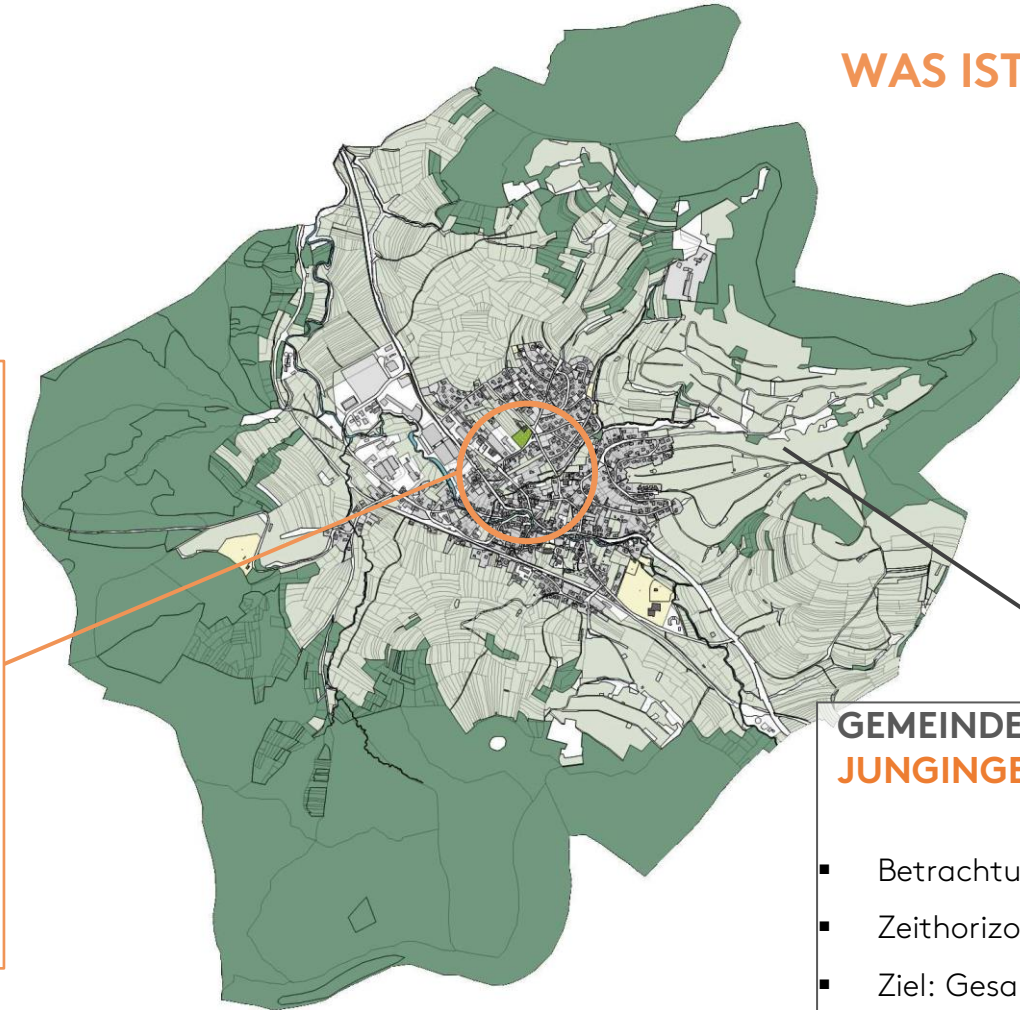 WAS IST
GEMEINDE
JUNGINGE
▪ Betrachtu
▪ Zeithorizo
▪ Ziel: Gesa